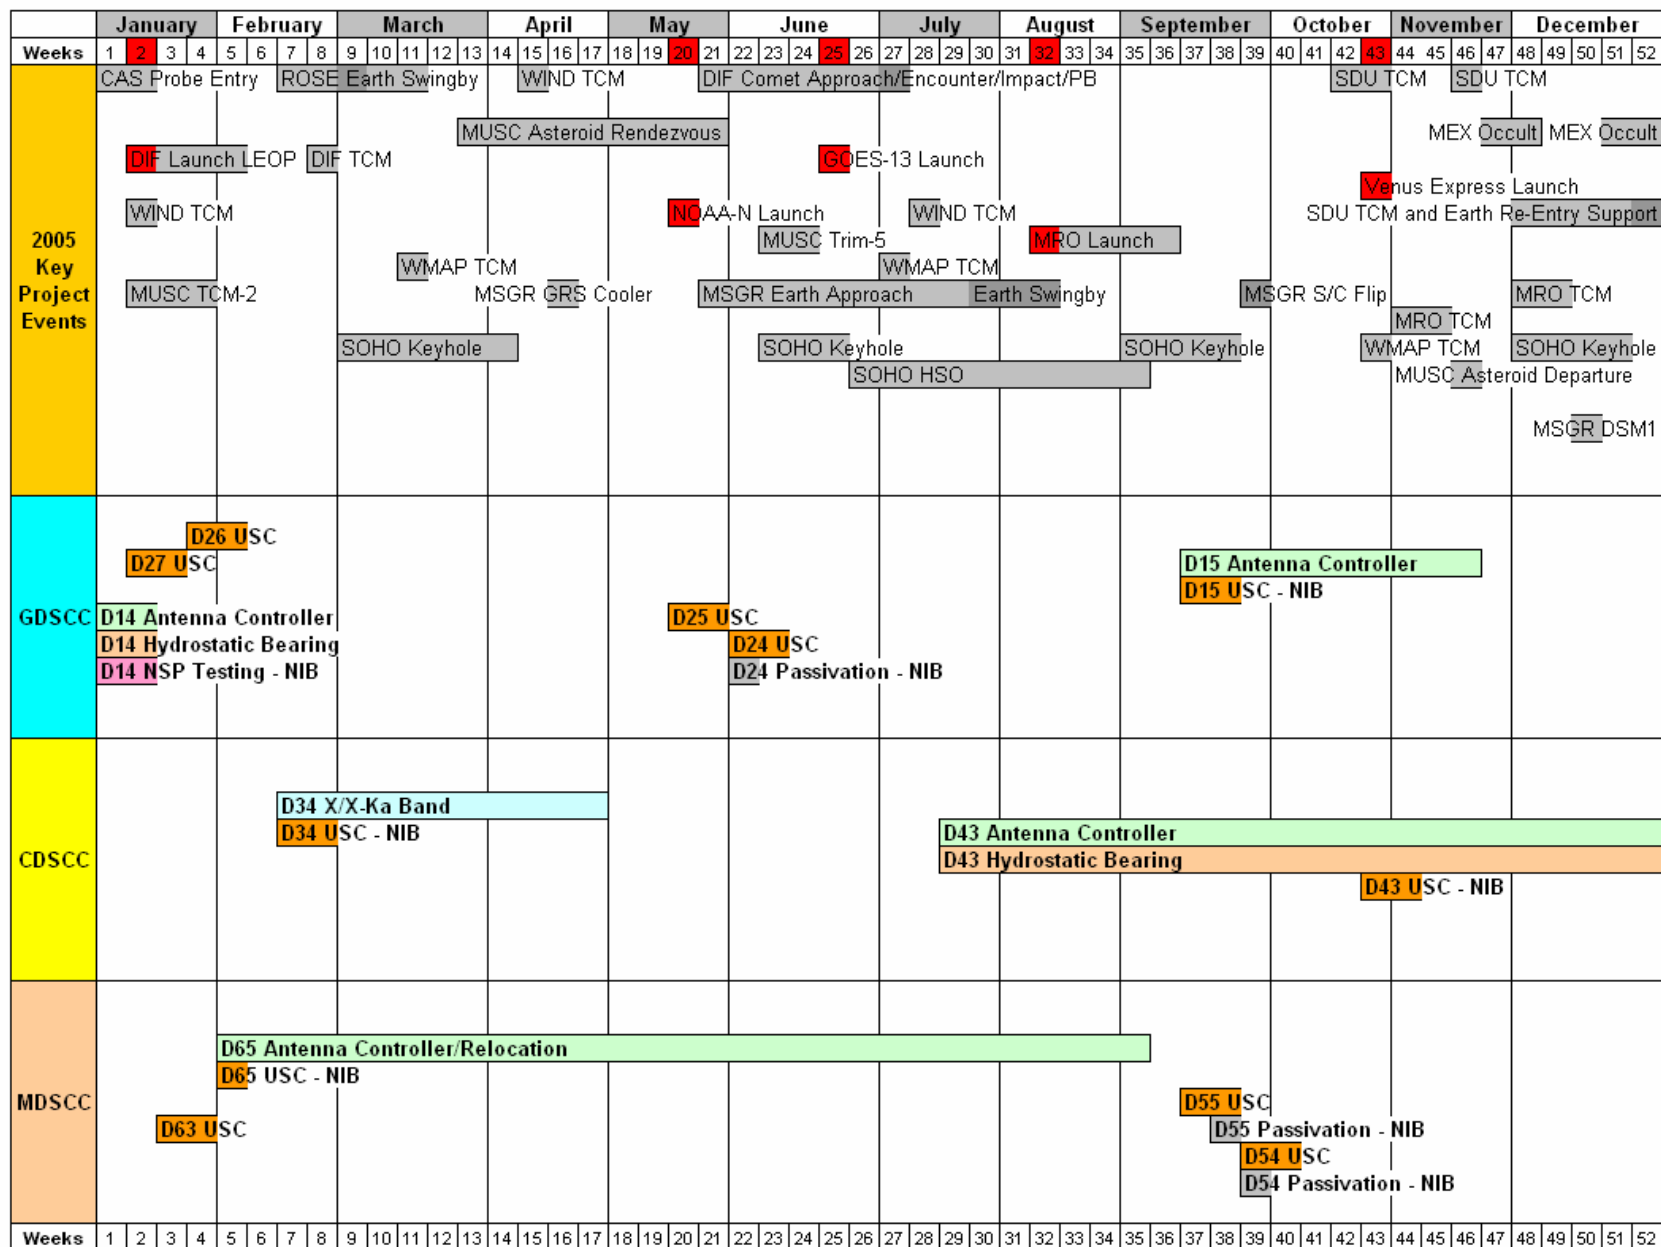 January February March April May June July August September October November December
Weeks 1 2 3 4 5 6 7 8 9 10 11 12 13 14 15 16 17 18 19 20 21 22 23 24 25 26 27 28 29 30 31 32 33 34 35 36 37 38 39 40 41 42 43 44 45 46 47 48 49 50 51 52
2005
Key
Project
Events
CAS Probe Entry ROSE Earth Swingby WIND TCM DIF Comet Approach/Encounter/Impact/PB SDU TCM SDU TCM
MUSC Asteroid Rendezvous MEX Occult MEX Occult
DIF Launch LEOP DIF TCM GOES-13 Launch
Venus Express Launch
WIND TCM NOAA-N Launch WIND TCM SDU TCM and Earth Re-Entry Support
MUSC Trim-5 MRO Launch
WMAP TCM WMAP TCM
MUSC TCM-2 MSGR GRS Cooler MSGR Earth Approach Earth Swingby MSGR S/C Flip MRO TCM
MRO TCM
SOHO Keyhole SOHO Keyhole SOHO Keyhole WMAP TCM SOHO Keyhole
SOHO HSO MUSC Asteroid Departure
MSGR DSM1
GDSCC
D26 USC
D27 USC D15 Antenna Controller
D15 USC - NIB
D14 Antenna Controller D25 USC
D14 Hydrostatic Bearing D24 USC
D14 NSP Testing - NIB D24 Passivation - NIB
CDSCC
D34 X/X-Ka Band
D34 USC - NIB D43 Antenna Controller
D43 Hydrostatic Bearing
D43 USC - NIB
MDSCC
D65 Antenna Controller/Relocation
D65 USC - NIB
D55 USC
D63 USC D55 Passivation - NIB
D54 USC
D54 Passivation - NIB
Weeks 1 2 3 4 5 6 7 8 9 10 11 12 13 14 15 16 17 18 19 20 21 22 23 24 25 26 27 28 29 30 31 32 33 34 35 36 37 38 39 40 41 42 43 44 45 46 47 48 49 50 51 52